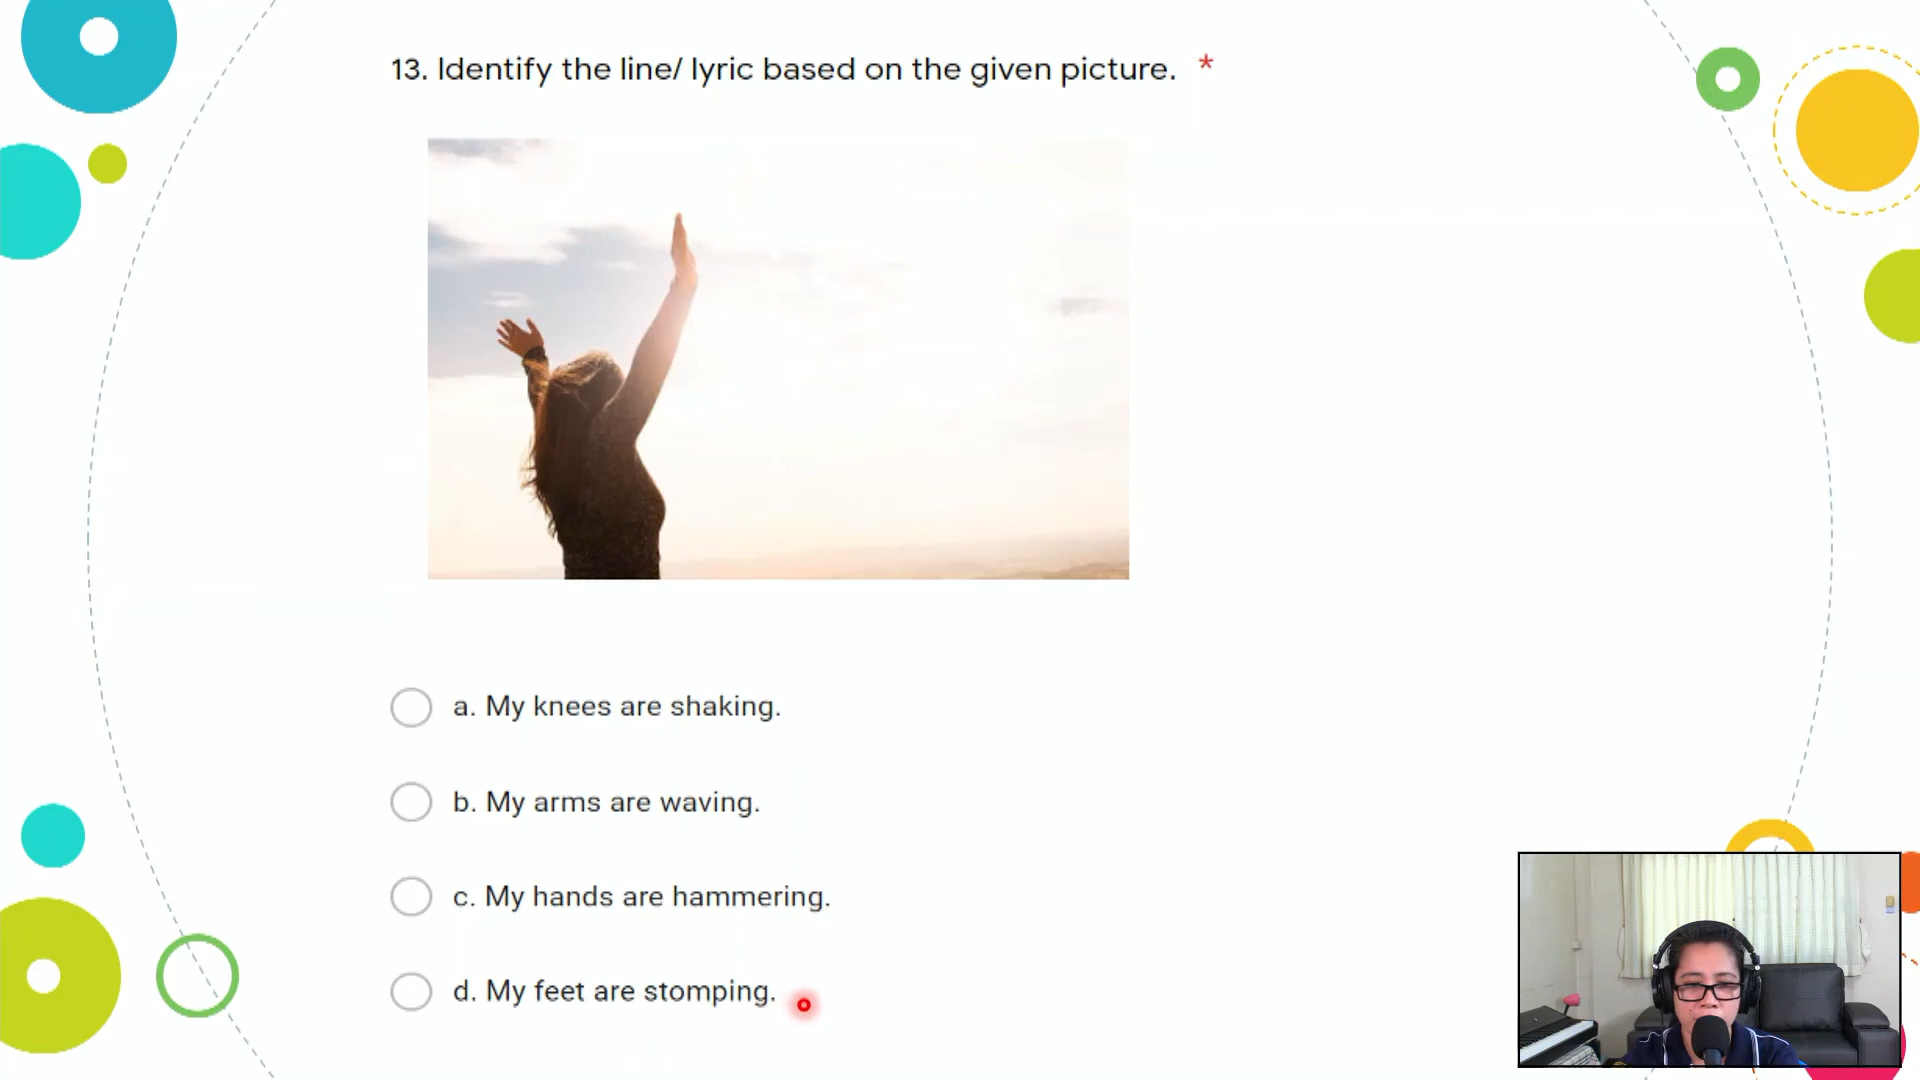 13. Identify the line/ lyric based on the given picture. *
a. My knees are shaking.
b. My arms are waving.
c. My hands are hammering.
d. My feet are stomping.